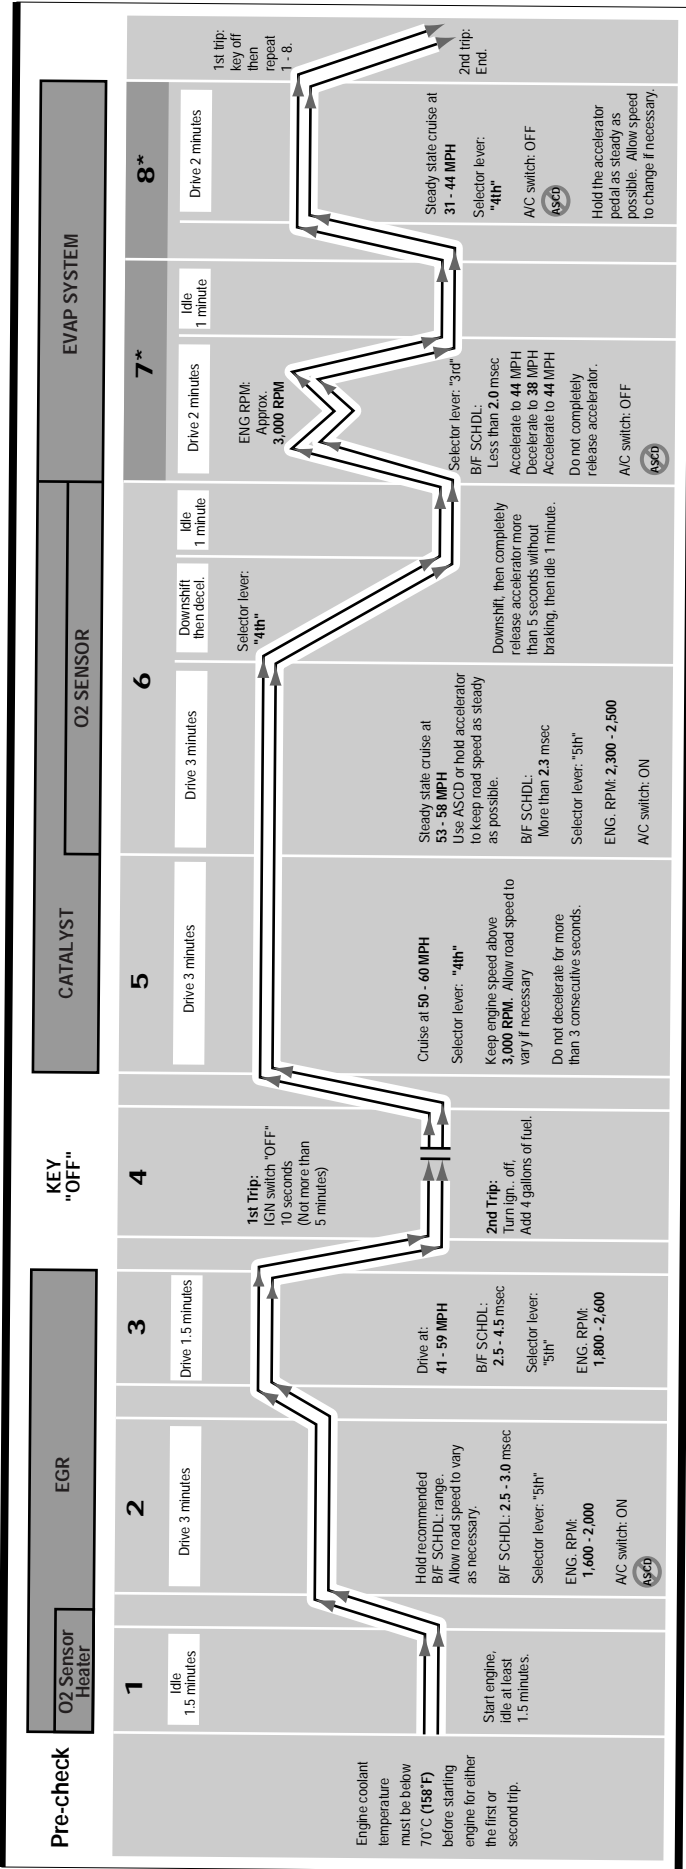 Pre-check
Engine coolant
temperature
must be below
70˚C (158˚F)
before starting
engine for either
the first or
second trip.
EGR
O2 Sensor
Heater
1
Idle
1.5 minutes
Start engine,
idle at least
1.5 minutes.
2
Drive 3 minutes
Hold recommended
B/F SCHDL: range.
Allow road speed to vary
as necessary.
B/F SCHDL: 2.5 - 3.0 msec
Selector lever: "5th"
ENG. RPM:
1,600 - 2,000
A/C switch: ON
ASCD
3
Drive 1.5 minutes
Drive at:
41 - 59 MPH
B/F SCHDL:
2.5 - 4.5 msec
Selector lever:
"5th"
ENG. RPM:
1,800 - 2,600
KEY
"OFF"
4
1st Trip:
IGN switch "OFF"
10 seconds
(Not more than
5 minutes)
2nd Trip:
Turn ign.. off,
Add 4 gallons of fuel.
CATALYST
5
Drive 3 minutes
Cruise at 50 - 60 MPH
Selector lever: "4th"
Keep engine speed above
3,000 RPM. Allow road speed to
vary if necessary
Do not decelerate for more
than 3 consecutive seconds.
O2 SENSOR
6
Drive 3 minutes
Steady state cruise at
53 - 58 MPH
Use ASCD or hold accelerator
to keep road speed as steady
as possible.
B/F SCHDL:
More than 2.3 msec
Selector lever: "5th"
ENG. RPM: 2,300 - 2,500
A/C switch: ON
Downshift
then decel.
Selector lever:
"4th"
Idle
1 minute
Downshift, then completely
release accelerator more
than 5 seconds without
braking, then idle 1 minute.
EVAP SYSTEM
7*
Drive 2 minutes
ENG RPM:
Approx.
3,000 RPM
Selector lever: "3rd"
B/F SCHDL:
Less than 2.0 msec
Accelerate to 44 MPH
Decelerate to 38 MPH
Accelerate to 44 MPH
Do not completely
release accelerator.
A/C switch: OFF
ASCD
Idle
1 minute
8*
Drive 2 minutes
Steady state cruise at
31 - 44 MPH
Selector lever:
"4th"
A/C switch: OFF
ASCD
Hold the accelerator
pedal as steady as
possible. Allow speed
to change if necessary.
1st trip:
key off
then
repeat
1 - 8.
2nd trip:
End.